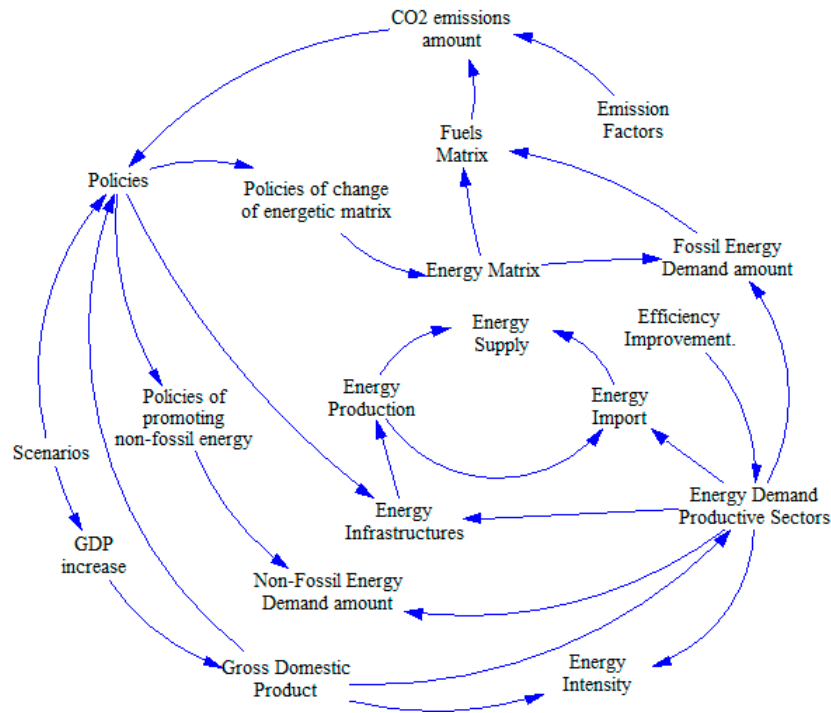 CO2 emissions
amount
Emission
Factors
Fuels
Matrix
Policies
Policies of change
of energetic matrix
Energy Matrix
Fossil Energy
Demand amount
Energy
Supply
Efficiency
Improvement.
Energy
Production
Energy
Import
Policies of
promoting
non-fossil energy
Scenarios
Energy
Infrastructures
Energy Demand
Productive Sectors
GDP
increase
Non-Fossil Energy
Demand amount
Gross Domestic
Product
Energy
Intensity